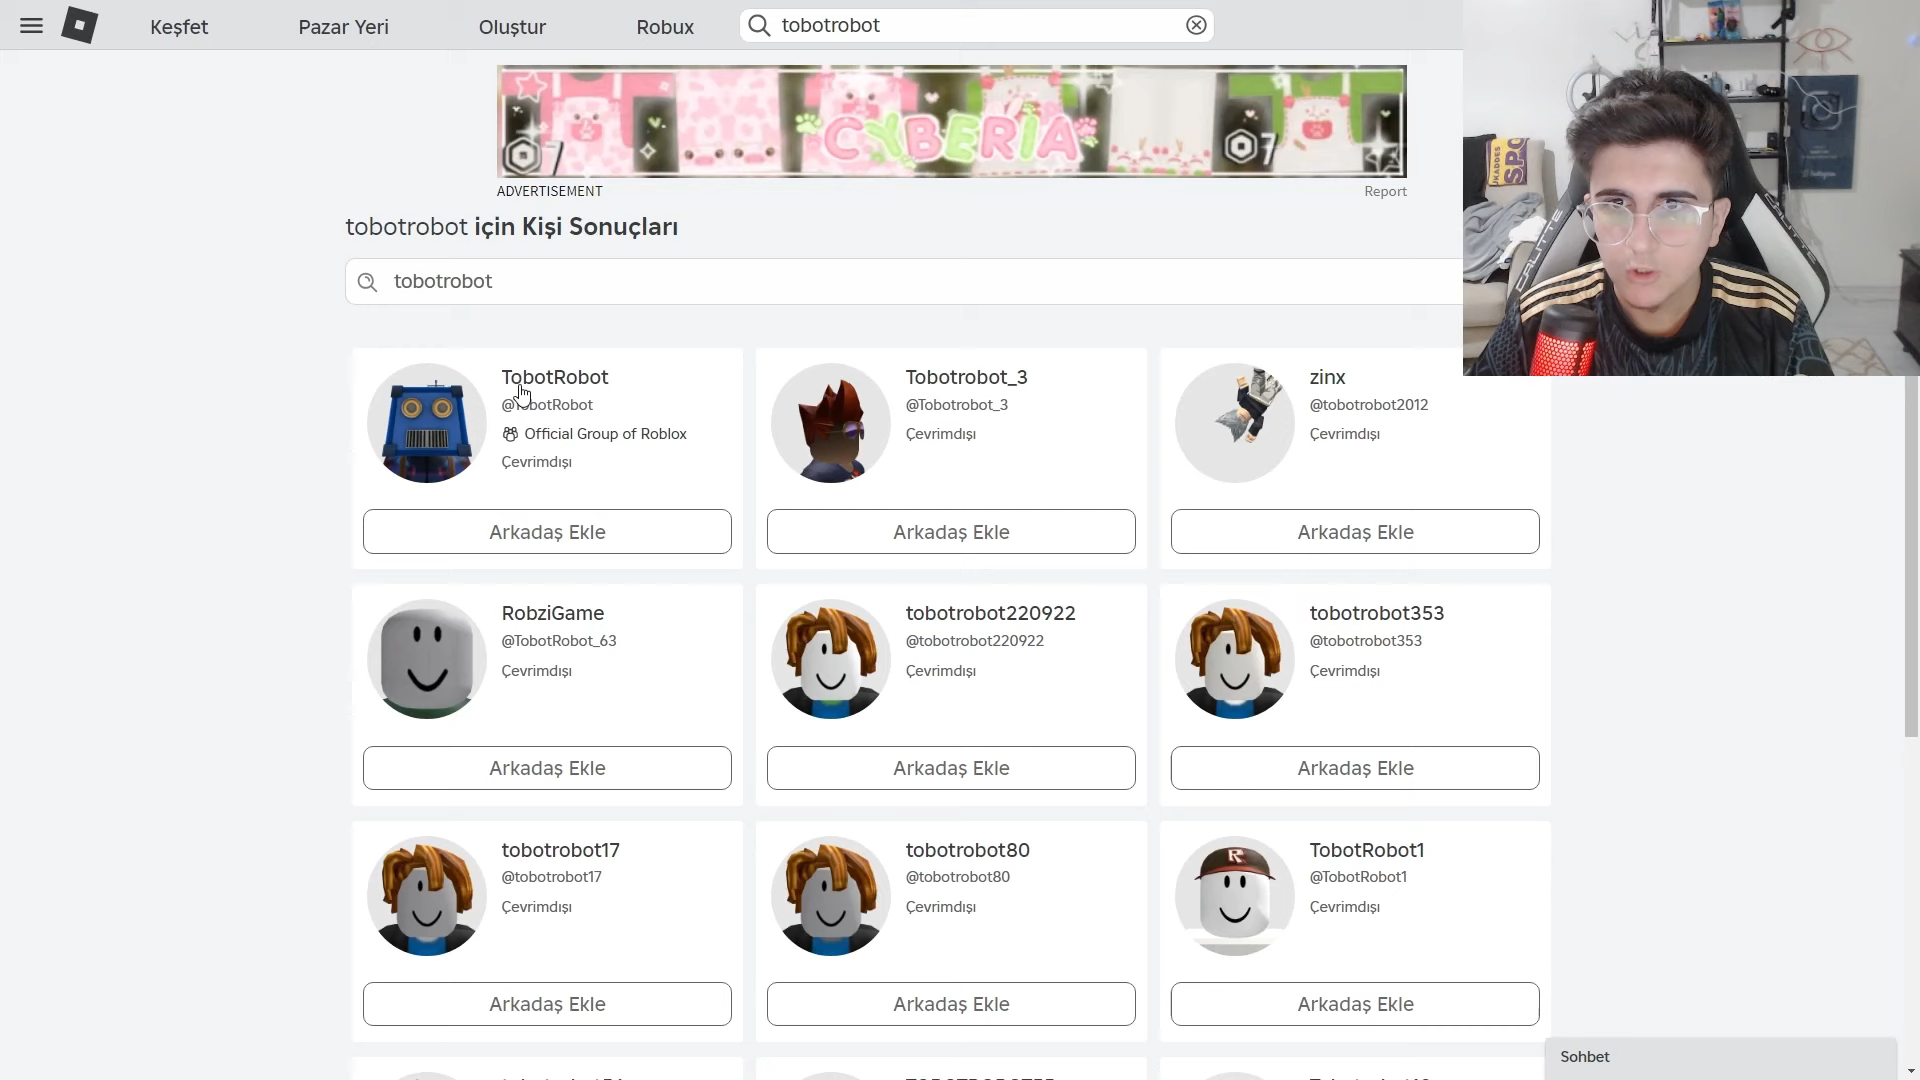 Keşfet
Pazar Yeri
Oluştur
Robux
tobotrobot
7
CYBERIA
7
ADVERTISEMENT
Report
tobotrobot için Kişi Sonuçları
tobotrobot
TobotRobot
@TobotRobot
Official Group of Roblox
Çevrimdışı
Arkadaş Ekle
Tobotrobot_3
@Tobotrobot_3
Çevrimdışı
Arkadaş Ekle
zinx
@tobotrobot2012
Çevrimdışı
Arkadaş Ekle
RobziGame
@TobotRobot_63
Çevrimdışı
Arkadaş Ekle
tobotrobot220922
@tobotrobot220922
Çevrimdışı
Arkadaş Ekle
tobotrobot353
@tobotrobot353
Çevrimdışı
Arkadaş Ekle
tobotrobot17
@tobotrobot17
Çevrimdışı
Arkadaş Ekle
tobotrobot80
@tobotrobot80
Çevrimdışı
Arkadaş Ekle
TobotRobot1
@TobotRobot1
Çevrimdışı
Arkadaş Ekle
Sohbet